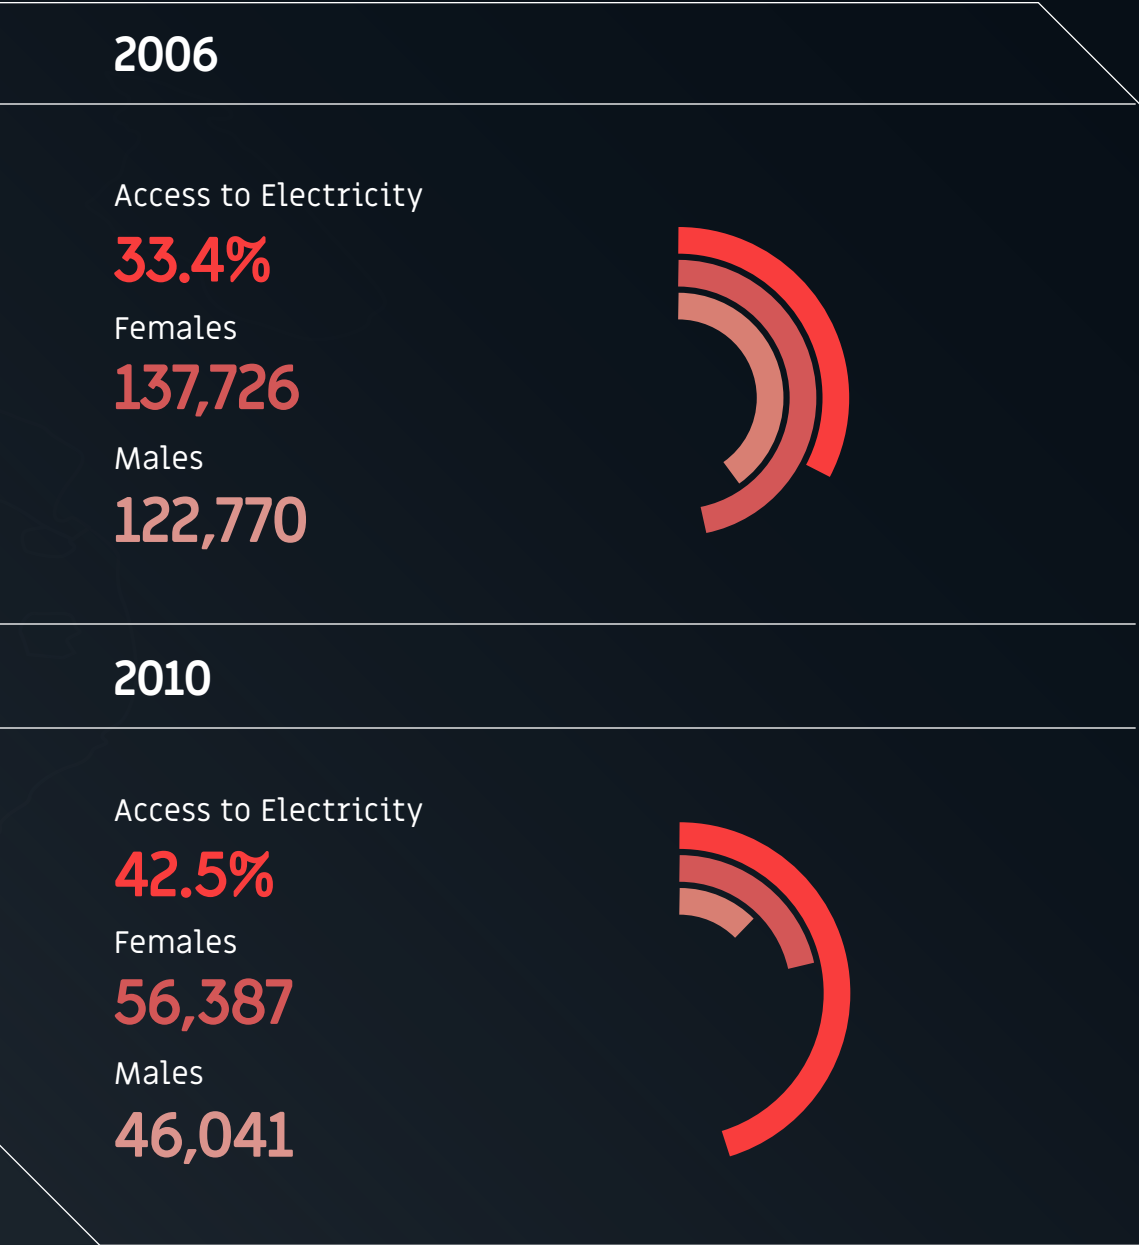 2006
Access to Electricity
33.4%
Females
137,726
Males
122,770
2010
Access to Electricity
42.5%
Females
56,387
Males
46,041